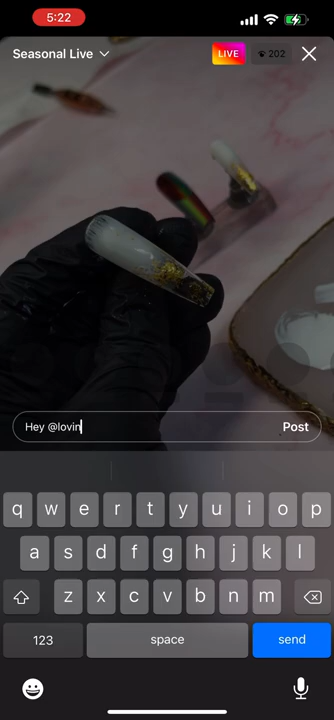 5:22
Seasonal Live
LIVE
202
Hey @lovin
Post
q w e r t y u i o p
a s d f g h j k l
z x c v b n m
123
space
send